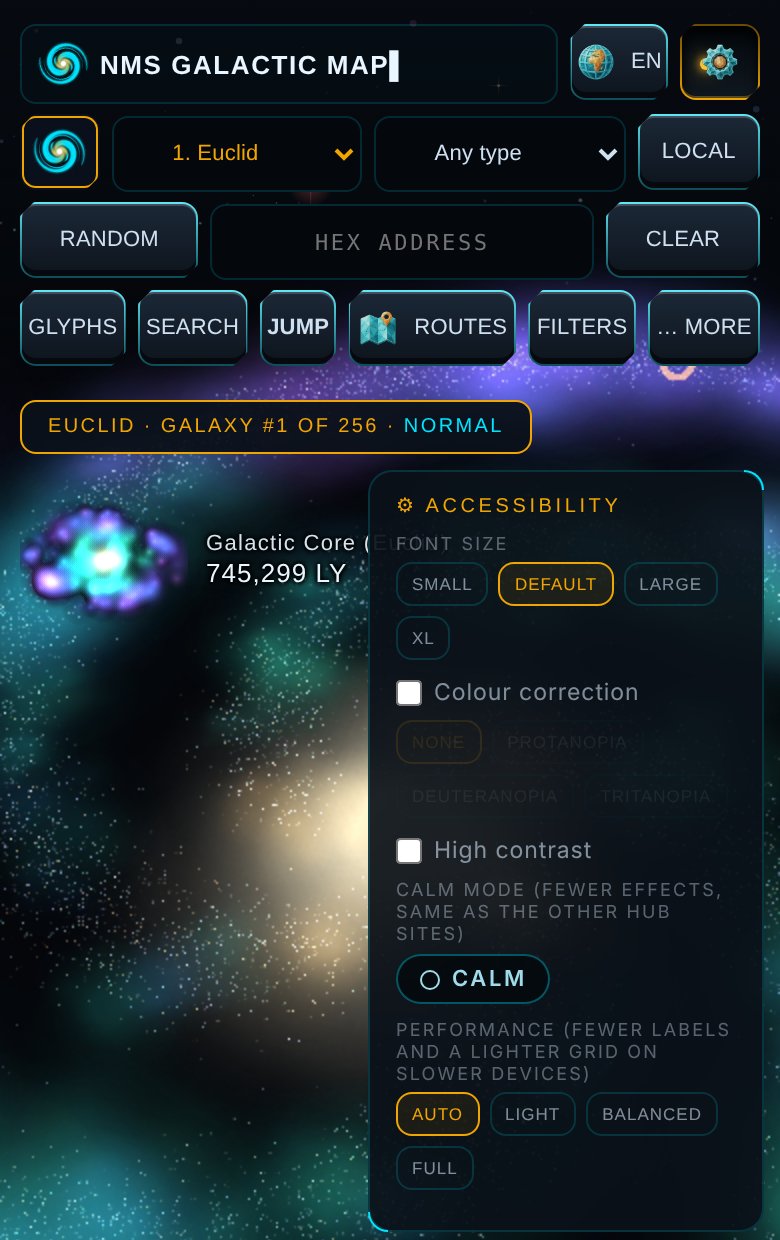 NMS GALACTIC MAP
EN
1. Euclid
Any type
LOCAL
RANDOM
HEX ADDRESS
CLEAR
GLYPHS
SEARCH
JUMP
ROUTES
FILTERS
... MORE
EUCLID · GALAXY #1 OF 256 · NORMAL
Galactic Core (
745,299 LY
⚙ ACCESSIBILITY
FONT SIZE
SMALL
DEFAULT
LARGE
XL
Colour correction
NONE
PROTANOPIA
DEUTERANOPIA
TRITANOPIA
High contrast
CALM MODE (FEWER EFFECTS,
SAME AS THE OTHER HUB
SITES)
CALM
PERFORMANCE (FEWER LABELS
AND A LIGHTER GRID ON
SLOWER DEVICES)
AUTO
LIGHT
BALANCED
FULL